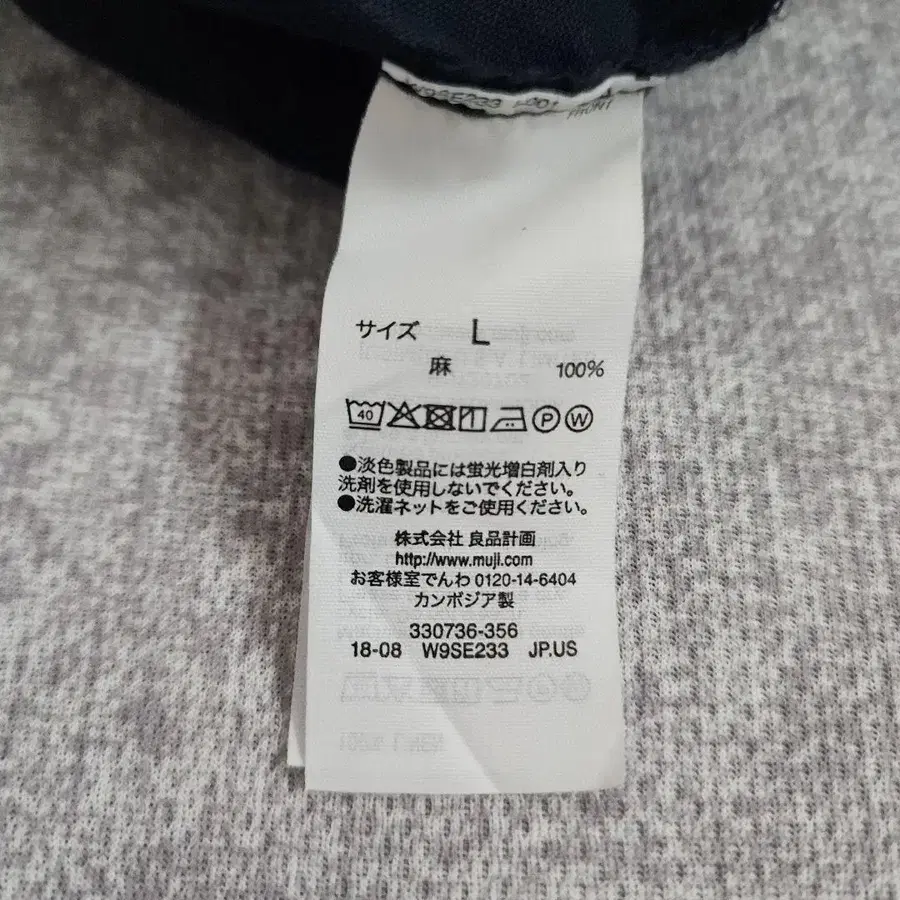 W9SE233
FRONT
サイズ L
麻 100%
40 P W
●淡色製品には蛍光増白剤入り
洗剤を使用しないでください。
●洗濯ネットをご使用ください。
株式会社 良品計画
http://www.muji.com
お客様室でんわ 0120-14-6404
カンボジア製
330736-356
18-08 W9SE233 JP.US